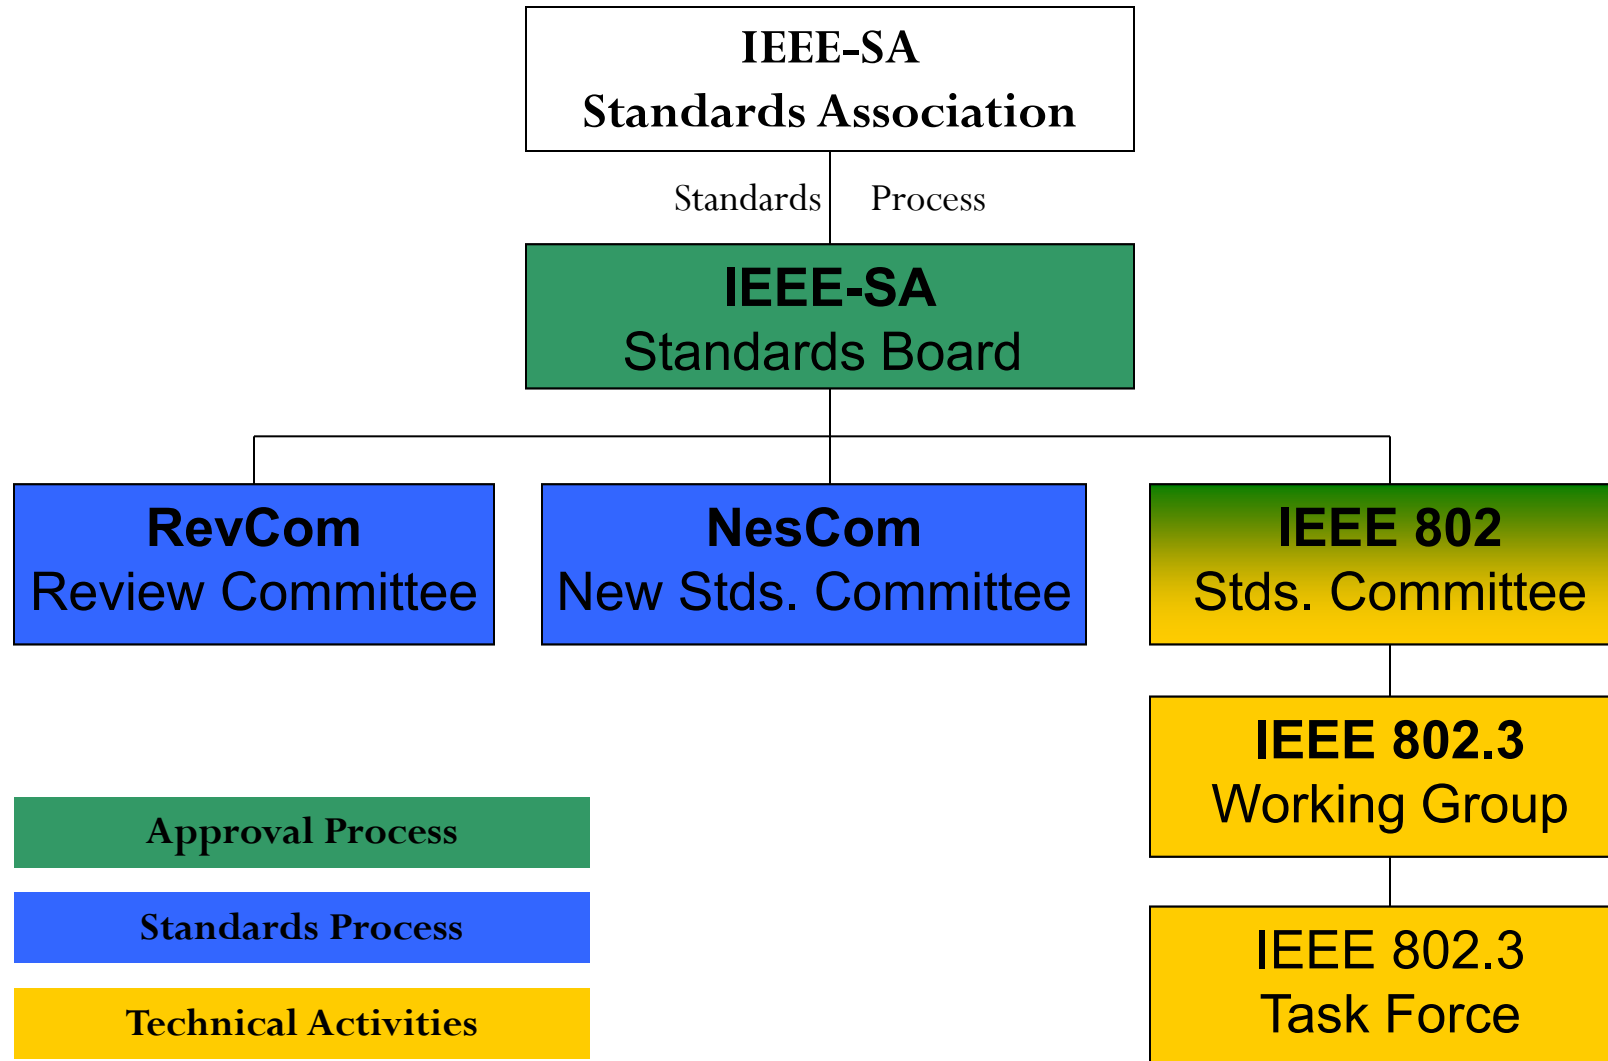 IEEE-SA
Standards Association
Standards Process
IEEE-SA
Standards Board
RevCom
Review Committee
NesCom
New Stds. Committee
IEEE 802
Stds. Committee
IEEE 802.3
Working Group
IEEE 802.3
Task Force
Approval Process
Standards Process
Technical Activities